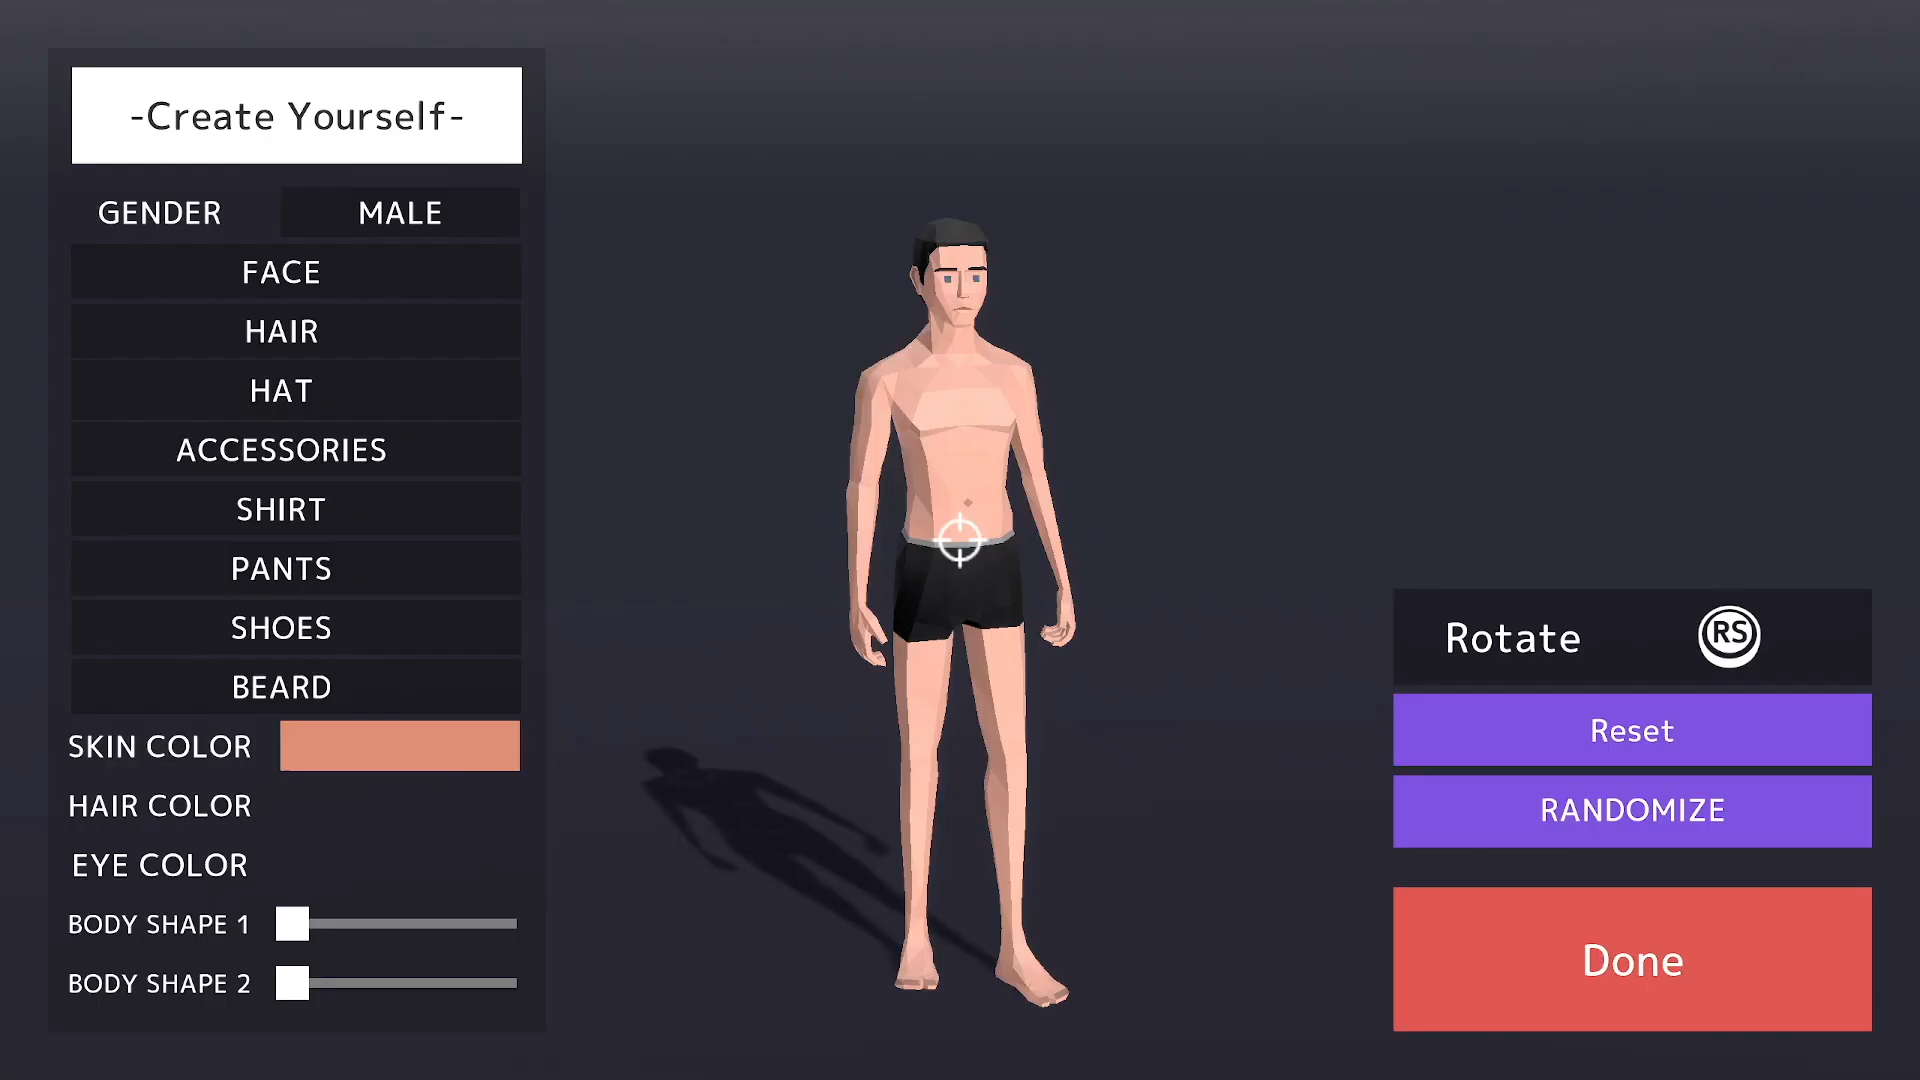 -Create Yourself-
GENDER MALE
FACE
HAIR
HAT
ACCESSORIES
SHIRT
PANTS
SHOES
BEARD
SKIN COLOR
HAIR COLOR
EYE COLOR
BODY SHAPE 1
BODY SHAPE 2
Rotate RS
Reset
RANDOMIZE
Done